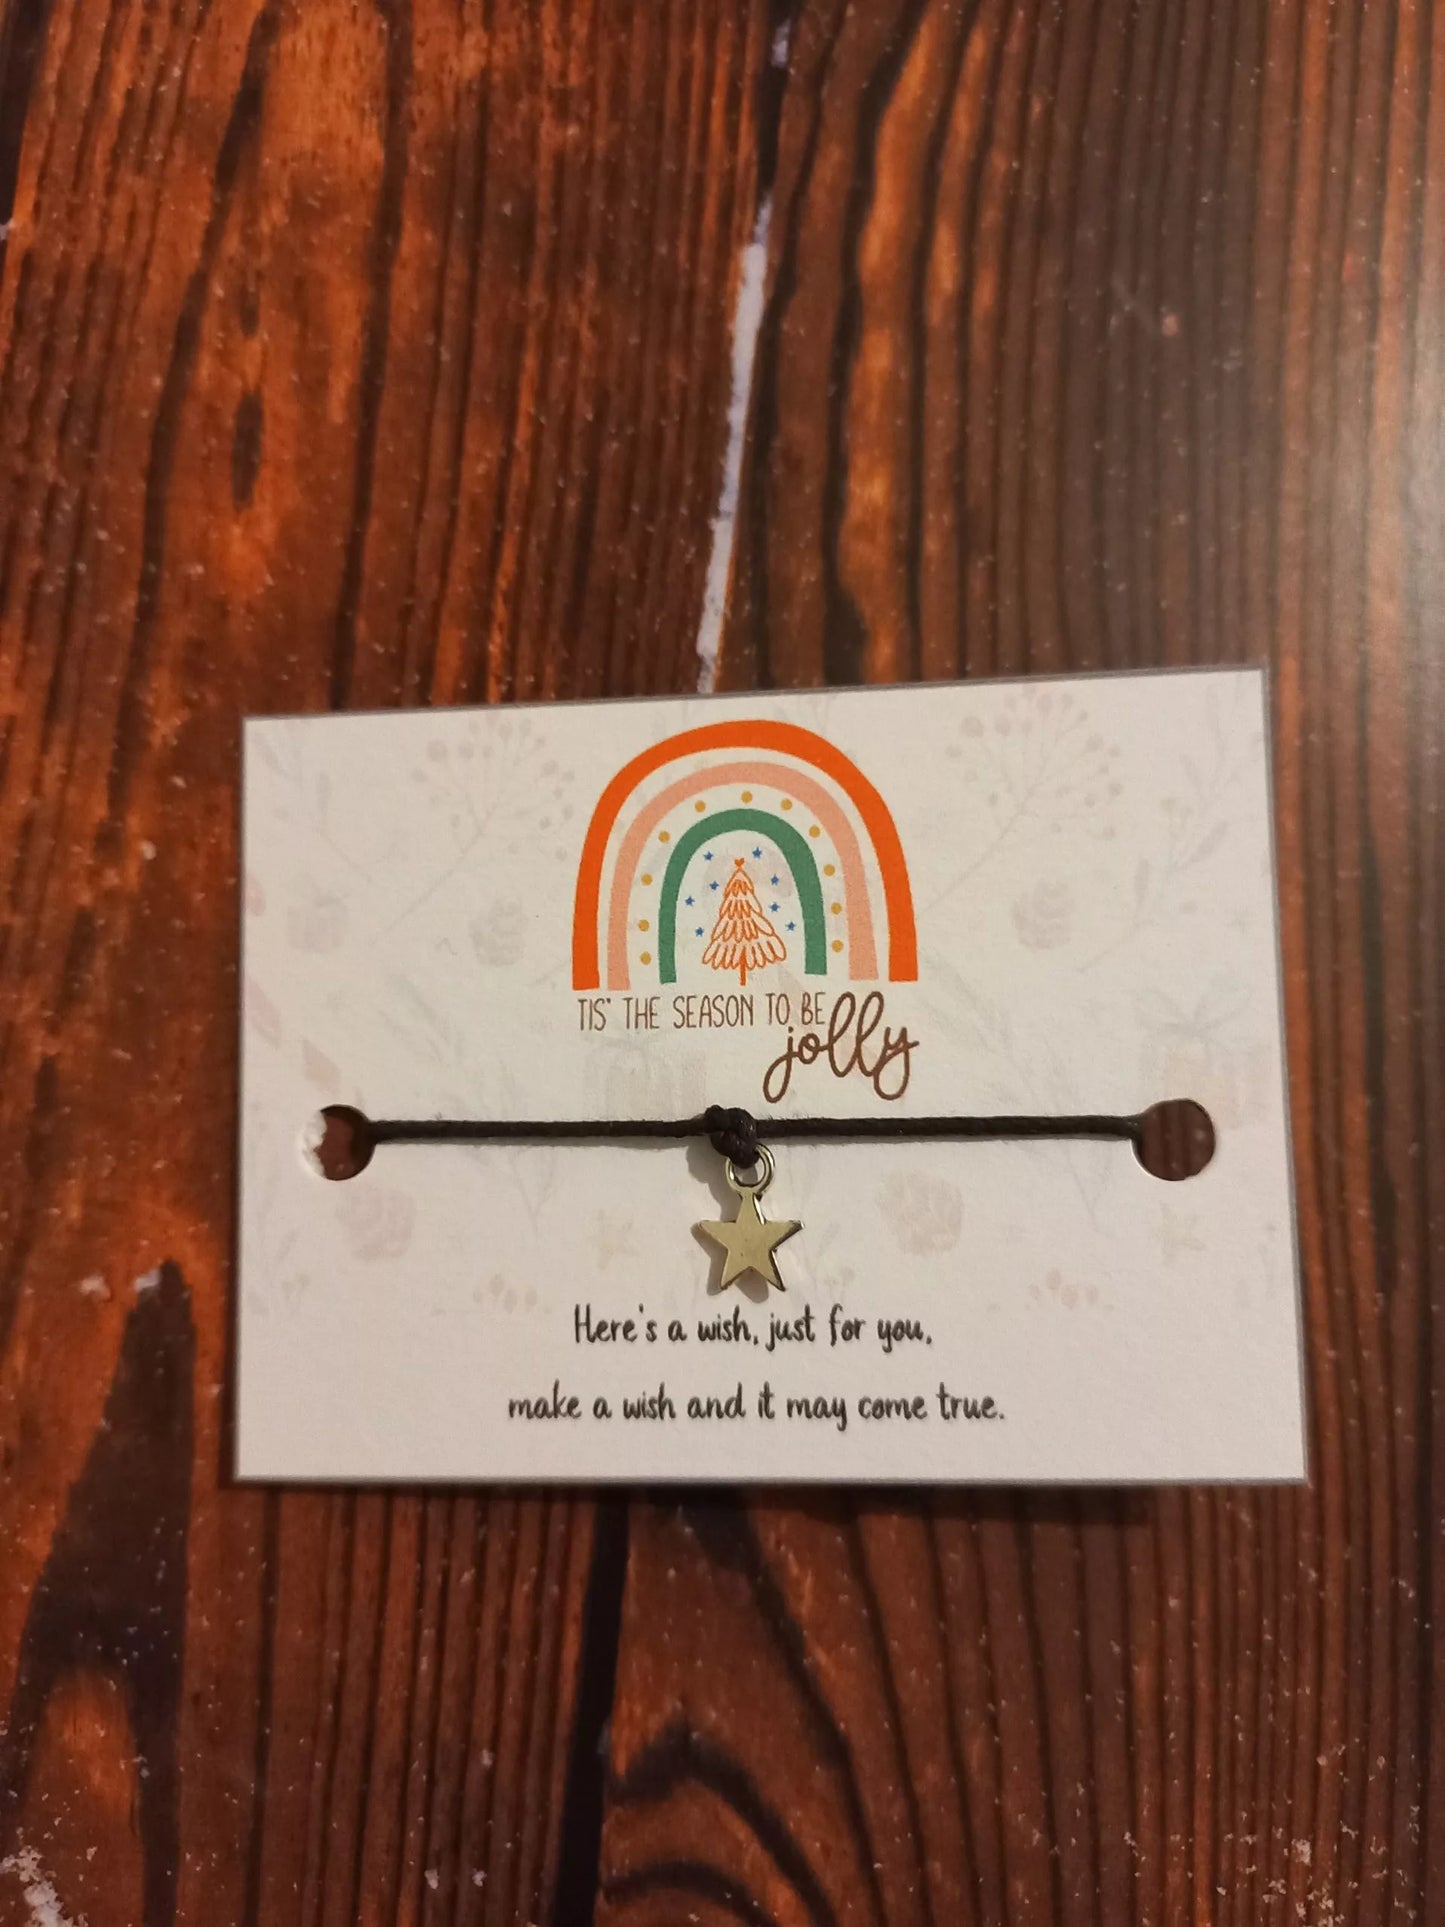 TIS' THE SEASON TO BE
jolly
Here's a wish, just for you,
make a wish and it may come true.